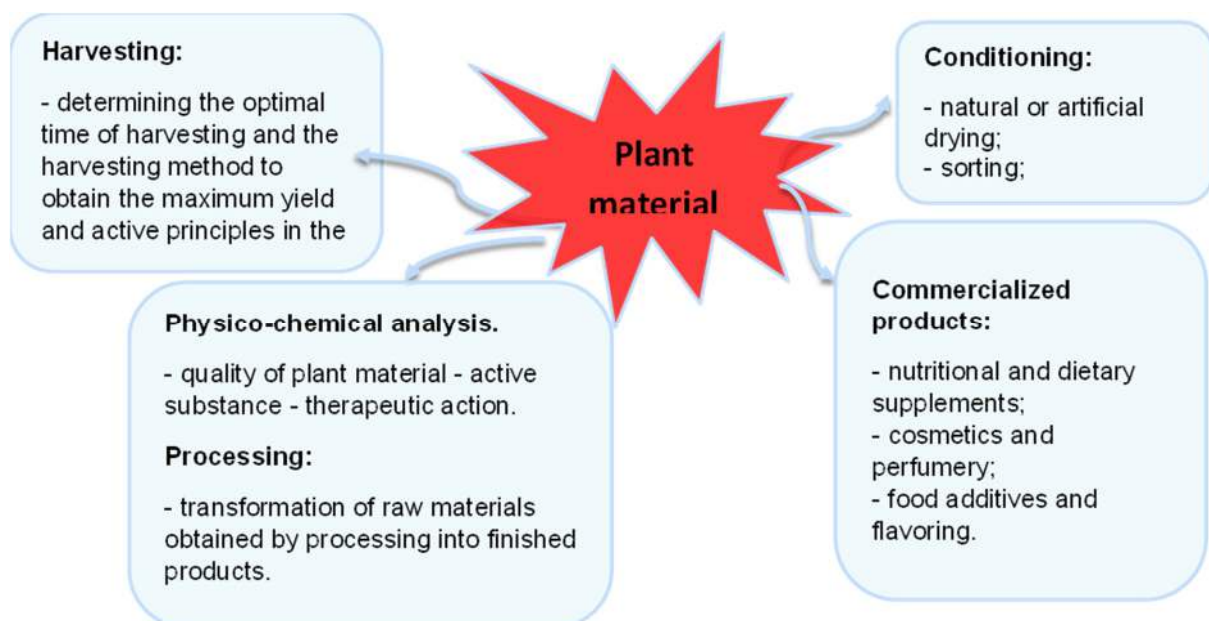 Harvesting:
- determining the optimal
time of harvesting and the
harvesting method to
obtain the maximum yield
and active principles in the
Plant
material
Conditioning:
- natural or artificial
drying;
- sorting;
Physico-chemical analysis.
- quality of plant material - active
substance - therapeutic action.
Processing:
- transformation of raw materials
obtained by processing into finished
products.
Commercialized
products:
- nutritional and dietary
supplements;
- cosmetics and
perfumery;
- food additives and
flavoring.